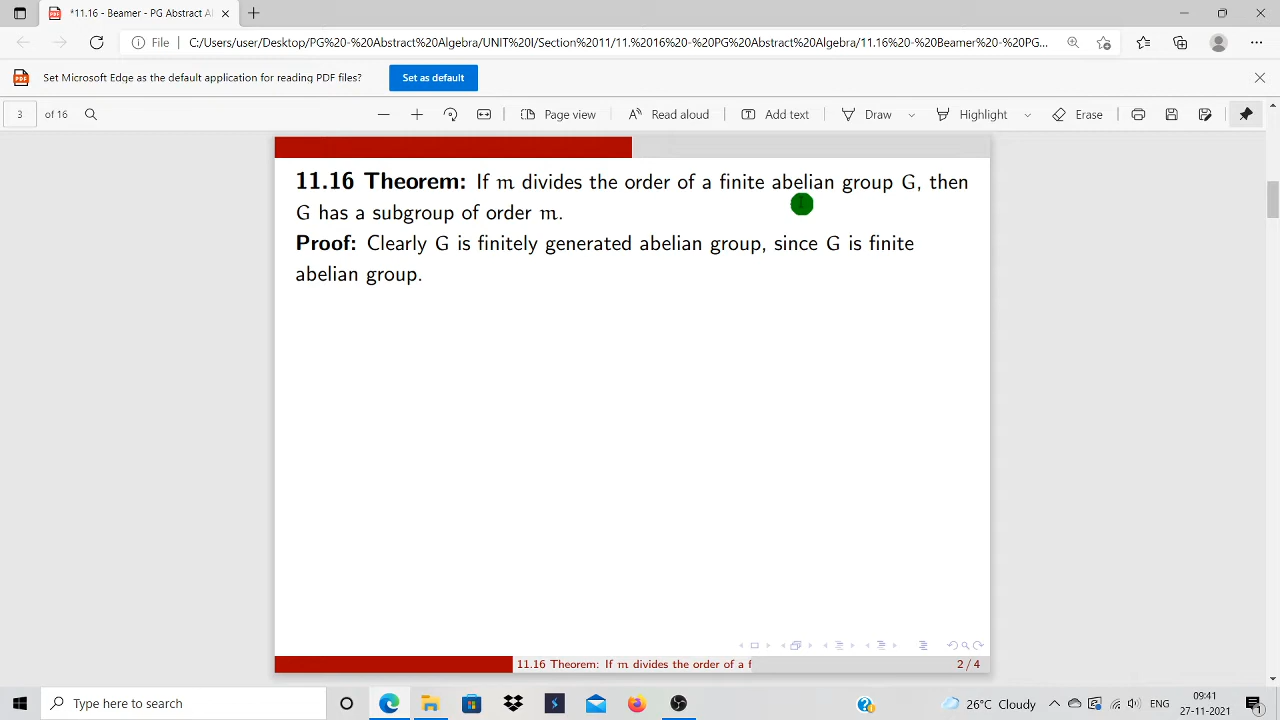 *11.16 - Beamer - PG Abstract Al
File
C:/Users/user/Desktop/PG%20-%20Abstract%20Algebra/UNIT%20I/Section%2011/11.%2016%20-%20PG%20Abstract%20Algebra/11.16%20-%20Beamer%20-%20PG...
Set Microsoft Edge as the default application for reading PDF files?
Set as default
3 of 16
Page view
Read aloud
Add text
Draw
Highlight
Erase
11.16 Theorem: If m divides the order of a finite abelian group G, then
G has a subgroup of order m.
Proof: Clearly G is finitely generated abelian group, since G is finite
abelian group.
11.16 Theorem: If m divides the order of a f
2 / 4
Type here to search
26°C Cloudy
ENG
09:41
27-11-2021
1